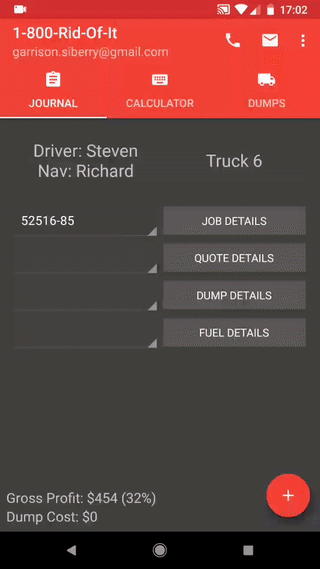 17:02
1-800-Rid-Of-It
garrison.siberry@gmail.com
JOURNAL
CALCULATOR
DUMPS
Driver: Steven
Nav: Richard
Truck 6
52516-85
JOB DETAILS
QUOTE DETAILS
DUMP DETAILS
FUEL DETAILS
Gross Profit: $454 (32%)
Dump Cost: $0
+